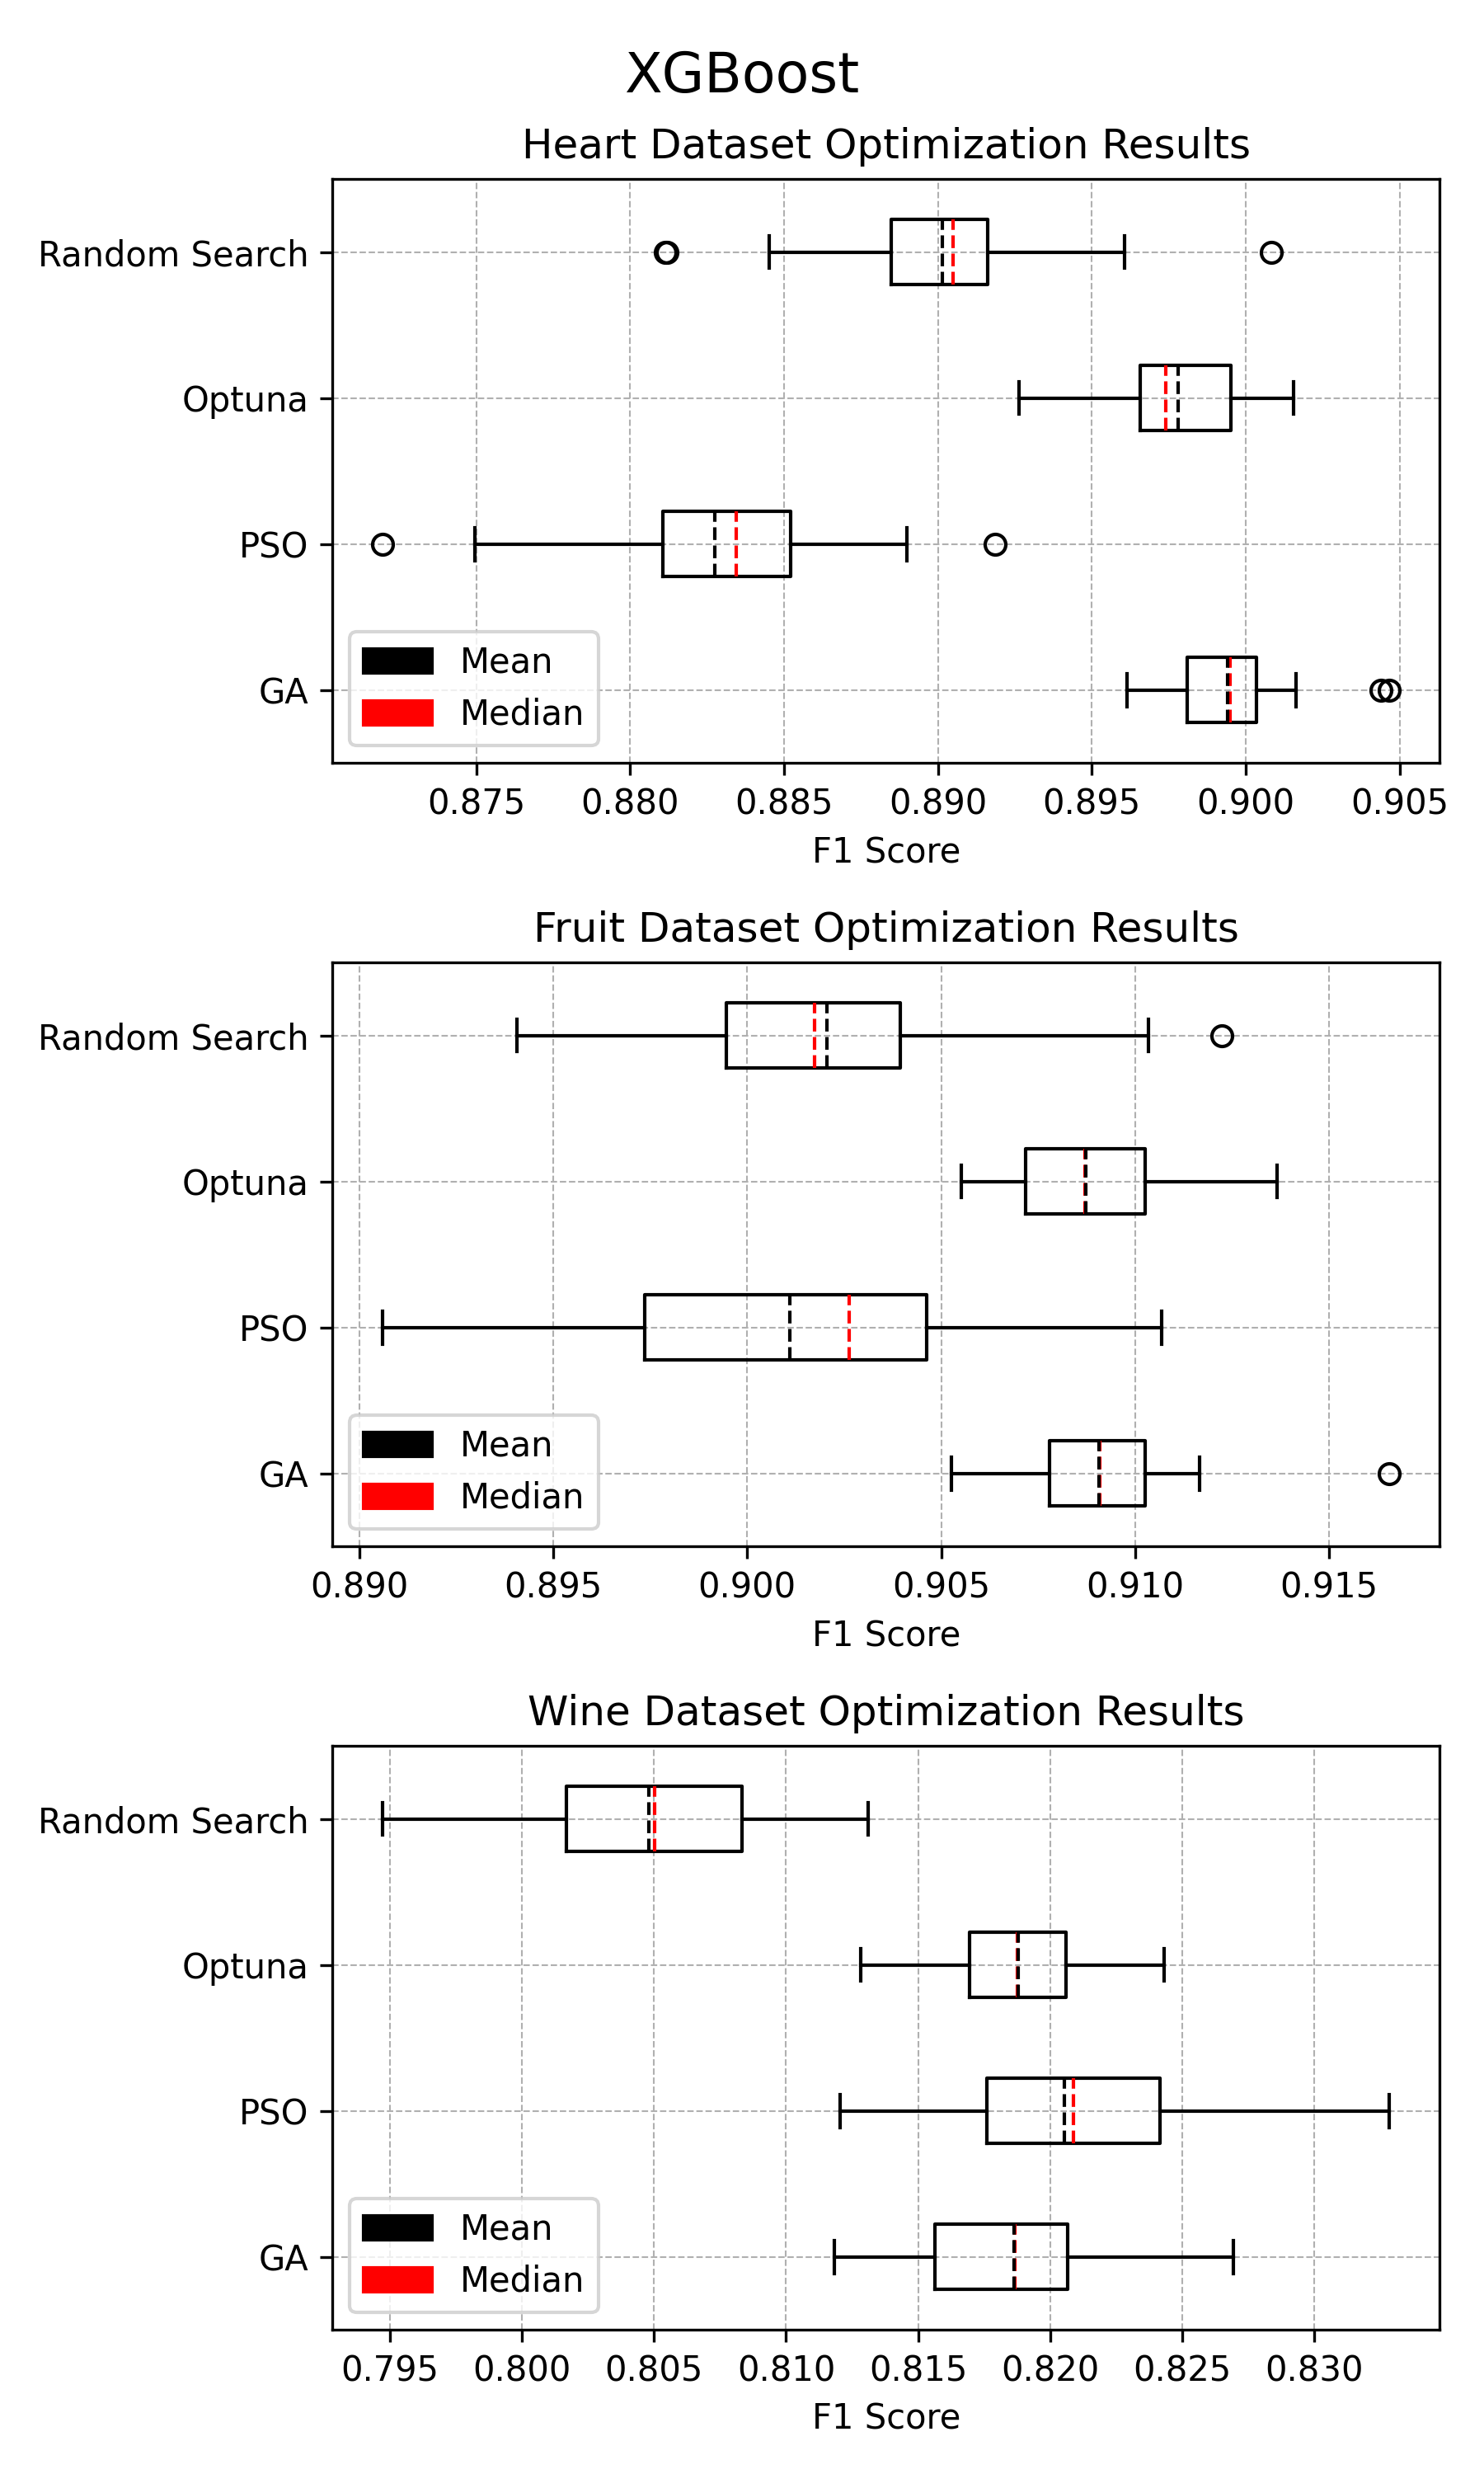 XGBoost
Heart Dataset Optimization Results
Random Search
Optuna
PSO
GA
Mean
Median
0.875 0.880 0.885 0.890 0.895 0.900 0.905
F1 Score
Fruit Dataset Optimization Results
Random Search
Optuna
PSO
GA
Mean
Median
0.890 0.895 0.900 0.905 0.910 0.915
F1 Score
Wine Dataset Optimization Results
Random Search
Optuna
PSO
GA
Mean
Median
0.795 0.800 0.805 0.810 0.815 0.820 0.825 0.830
F1 Score